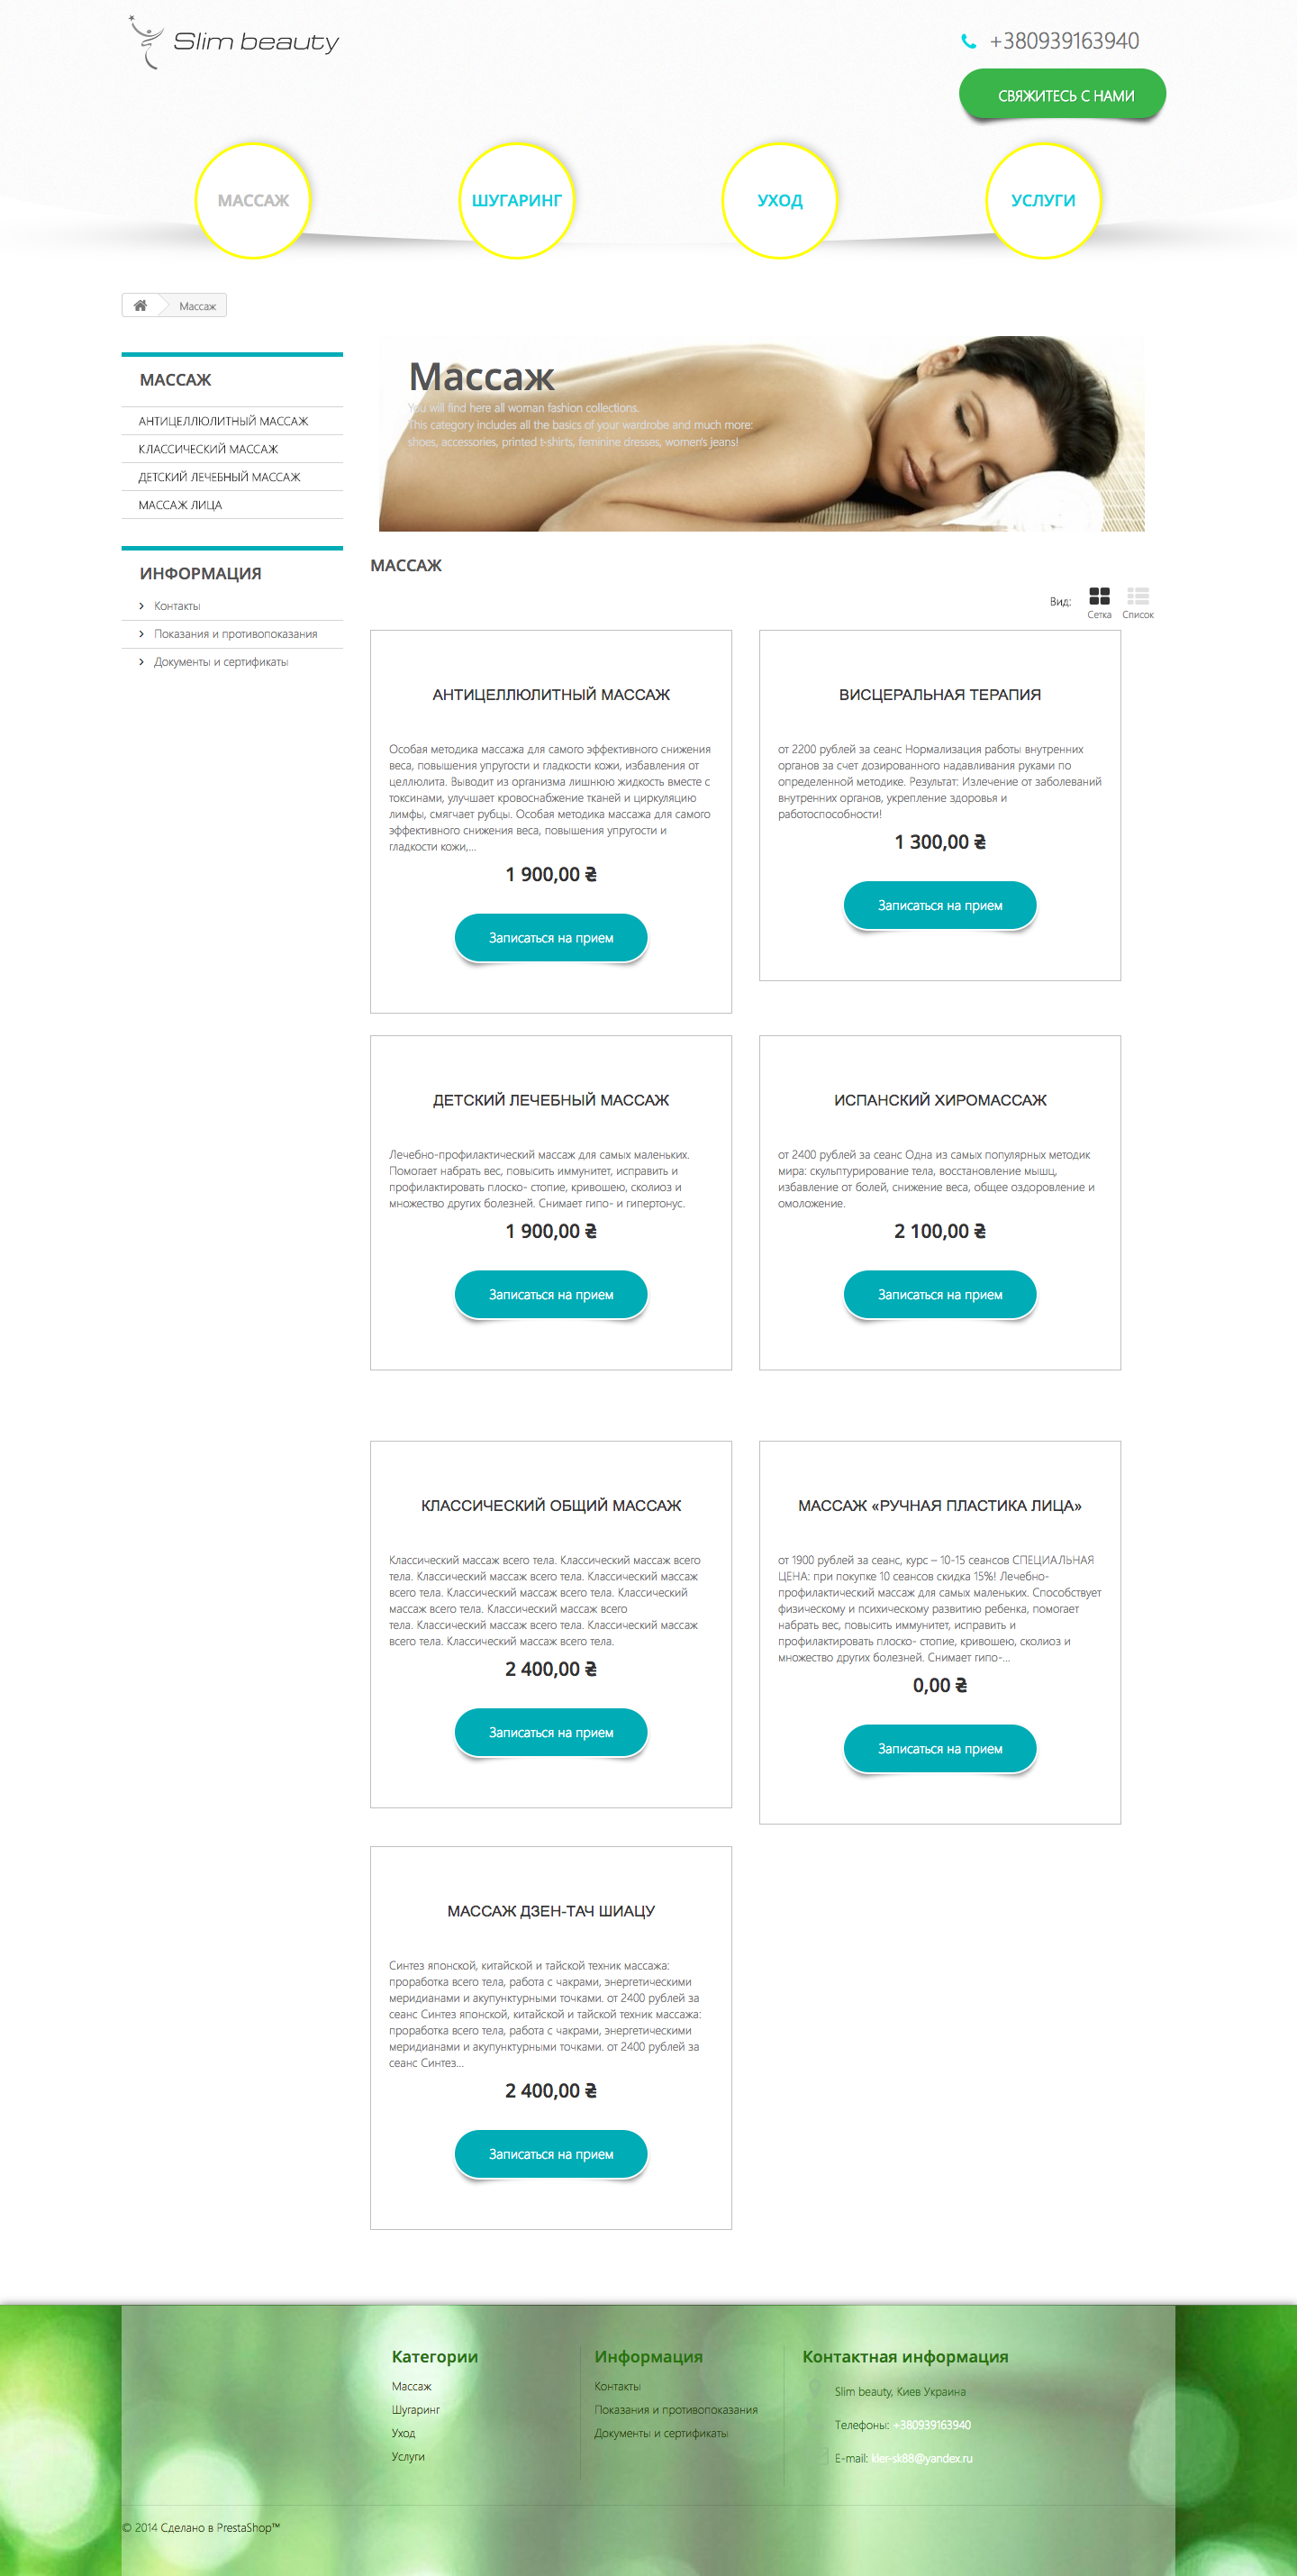 Slim beauty
+380939163940
СВЯЖИТЕСЬ С НАМИ
МАССАЖ
ШУГАРИНГ
УХОД
УСЛУГИ
Массаж
МАССАЖ
АНТИЦЕЛЛЮЛИТНЫЙ МАССАЖ
КЛАССИЧЕСКИЙ МАССАЖ
ДЕТСКИЙ ЛЕЧЕБНЫЙ МАССАЖ
МАССАЖ ЛИЦА
ИНФОРМАЦИЯ
Контакты
Показания и противопоказания
Документы и сертификаты
Массаж
You will find here all woman fashion collections.
This category includes all the basics of your wardrobe and much more:
shoes, accessories, printed t-shirts, feminine dresses, women's jeans!
МАССАЖ
Вид:
Сетка
Список
АНТИЦЕЛЛЮЛИТНЫЙ МАССАЖ
Особая методика массажа для самого эффективного снижения
веса, повышения упругости и гладкости кожи, избавления от
целлюлита. Выводит из организма лишнюю жидкость вместе с
токсинами, улучшает кровоснабжение тканей и циркуляцию
лимфы, смягчает рубцы. Особая методика массажа для самого
эффективного снижения веса, повышения упругости и
гладкости кожи,...
1 900,00 ₴
Записаться на прием
ВИСЦЕРАЛЬНАЯ ТЕРАПИЯ
от 2200 рублей за сеанс Нормализация работы внутренних
органов за счет дозированного надавливания руками по
определенной методике. Результат: Излечение от заболеваний
внутренних органов, укрепление здоровья и
работоспособности!
1 300,00 ₴
Записаться на прием
ДЕТСКИЙ ЛЕЧЕБНЫЙ МАССАЖ
Лечебно-профилактический массаж для самых маленьких.
Помогает набрать вес, повысить иммунитет, исправить и
профилактировать плоско- стопие, кривошею, сколиоз и
множество других болезней. Снимает гипо- и гипертонус.
1 900,00 ₴
Записаться на прием
ИСПАНСКИЙ ХИРОМАССАЖ
от 2400 рублей за сеанс Одна из самых популярных методик
мира: скульптурирование тела, восстановление мышц,
избавление от болей, снижение веса, общее оздоровление и
омоложение.
2 100,00 ₴
Записаться на прием
КЛАССИЧЕСКИЙ ОБЩИЙ МАССАЖ
Классический массаж всего тела. Классический массаж всего
тела. Классический массаж всего тела. Классический массаж
всего тела. Классический массаж всего тела. Классический
массаж всего тела. Классический массаж всего
тела. Классический массаж всего тела. Классический массаж
всего тела. Классический массаж всего тела.
2 400,00 ₴
Записаться на прием
МАССАЖ «РУЧНАЯ ПЛАСТИКА ЛИЦА»
от 1900 рублей за сеанс, курс – 10-15 сеансов СПЕЦИАЛЬНАЯ
ЦЕНА: при покупке 10 сеансов скидка 15%! Лечебно-
профилактический массаж для самых маленьких. Способствует
физическому и психическому развитию ребенка, помогает
набрать вес, повысить иммунитет, исправить и
профилактировать плоско- стопие, кривошею, сколиоз и
множество других болезней. Снимает гипо-...
0,00 ₴
Записаться на прием
МАССАЖ ДЗЕН-ТАЧ ШИАЦУ
Синтез японской, китайской и тайской техник массажа:
проработка всего тела, работа с чакрами, энергетическими
меридианами и акупунктурными точками. от 2400 рублей за
сеанс Синтез японской, китайской и тайской техник массажа:
проработка всего тела, работа с чакрами, энергетическими
меридианами и акупунктурными точками. от 2400 рублей за
сеанс Синтез...
2 400,00 ₴
Записаться на прием
Категории
Массаж
Шугаринг
Уход
Услуги
Информация
Контакты
Показания и противопоказания
Документы и сертификаты
Контактная информация
Slim beauty, Киев Украина
Телефоны: +380939163940
E-mail: kler-sk88@yandex.ru
© 2014 Сделано в PrestaShop™